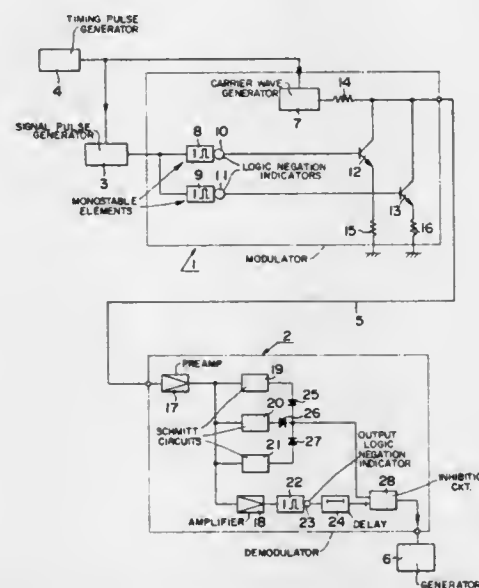 TIMING PULSE
GENERATOR
4
CARRIER WAVE
GENERATOR
7
14
SIGNAL PULSE
GENERATOR
3
8
10
LOGIC NEGATION
INDICATORS
9
11
MONOSTABLE
ELEMENTS
12
13
15
16
1
MODULATOR
5
2
PREAMP
17
19
25
20
26
SCHMITT
CIRCUITS
21
27
OUTPUT
LOGIC
NEGATION
INDICATOR
22
28
INHIBITIO
CKT.
AMPLIFIER
18
23
24
DELAY
DEMODULATOR
6
GENERATOR